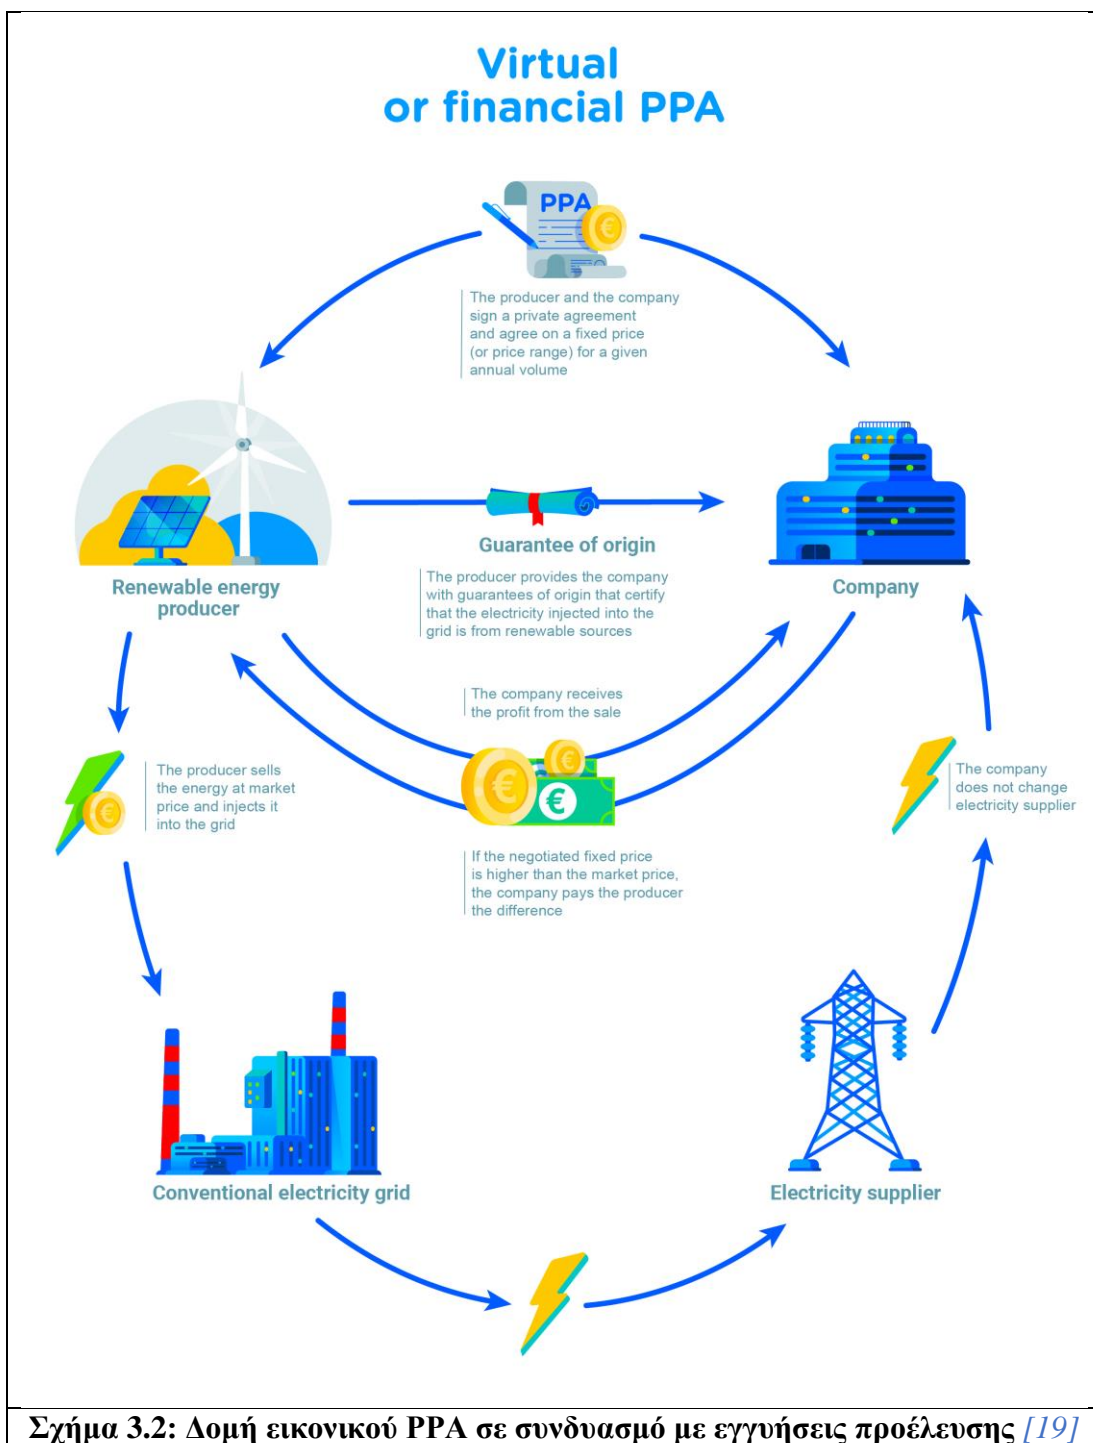 Virtual
or financial PPA
PPA
€
The producer and the company
sign a private agreement
and agree on a fixed price
(or price range) for a given
annual volume
Guarantee of origin
The producer provides the company
with guarantees of origin that certify
that the electricity injected into the
grid is from renewable sources
Renewable energy
producer
Company
The company receives
the profit from the sale
€
€
€
The producer sells
the energy at market
price and injects it
into the grid
€
The company
does not change
electricity supplier
If the negotiated fixed price
is higher than the market price,
the company pays the producer
the difference
Conventional electricity grid
Electricity supplier
Σχήμα 3.2: Δομή εικονικού PPA σε συνδυασμό με εγγυήσεις προέλευσης [19]